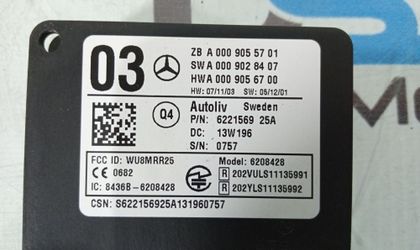 03
ZB A 000 905 57 01
SW A 000 902 84 07
HWA 000 905 67 00
HW: 07/11/03 SW: 05/12/01
Q4
Autoliv Sweden
P/N: 6221569 25A
DC: 13W196
S/N: 0757
FCC ID: WU8MRR25
CE 0682
IC: 8436B-6208428
Model: 6208428
R 202VULS11135991
R 202YLS11135992
CSN: S622156925A131960757